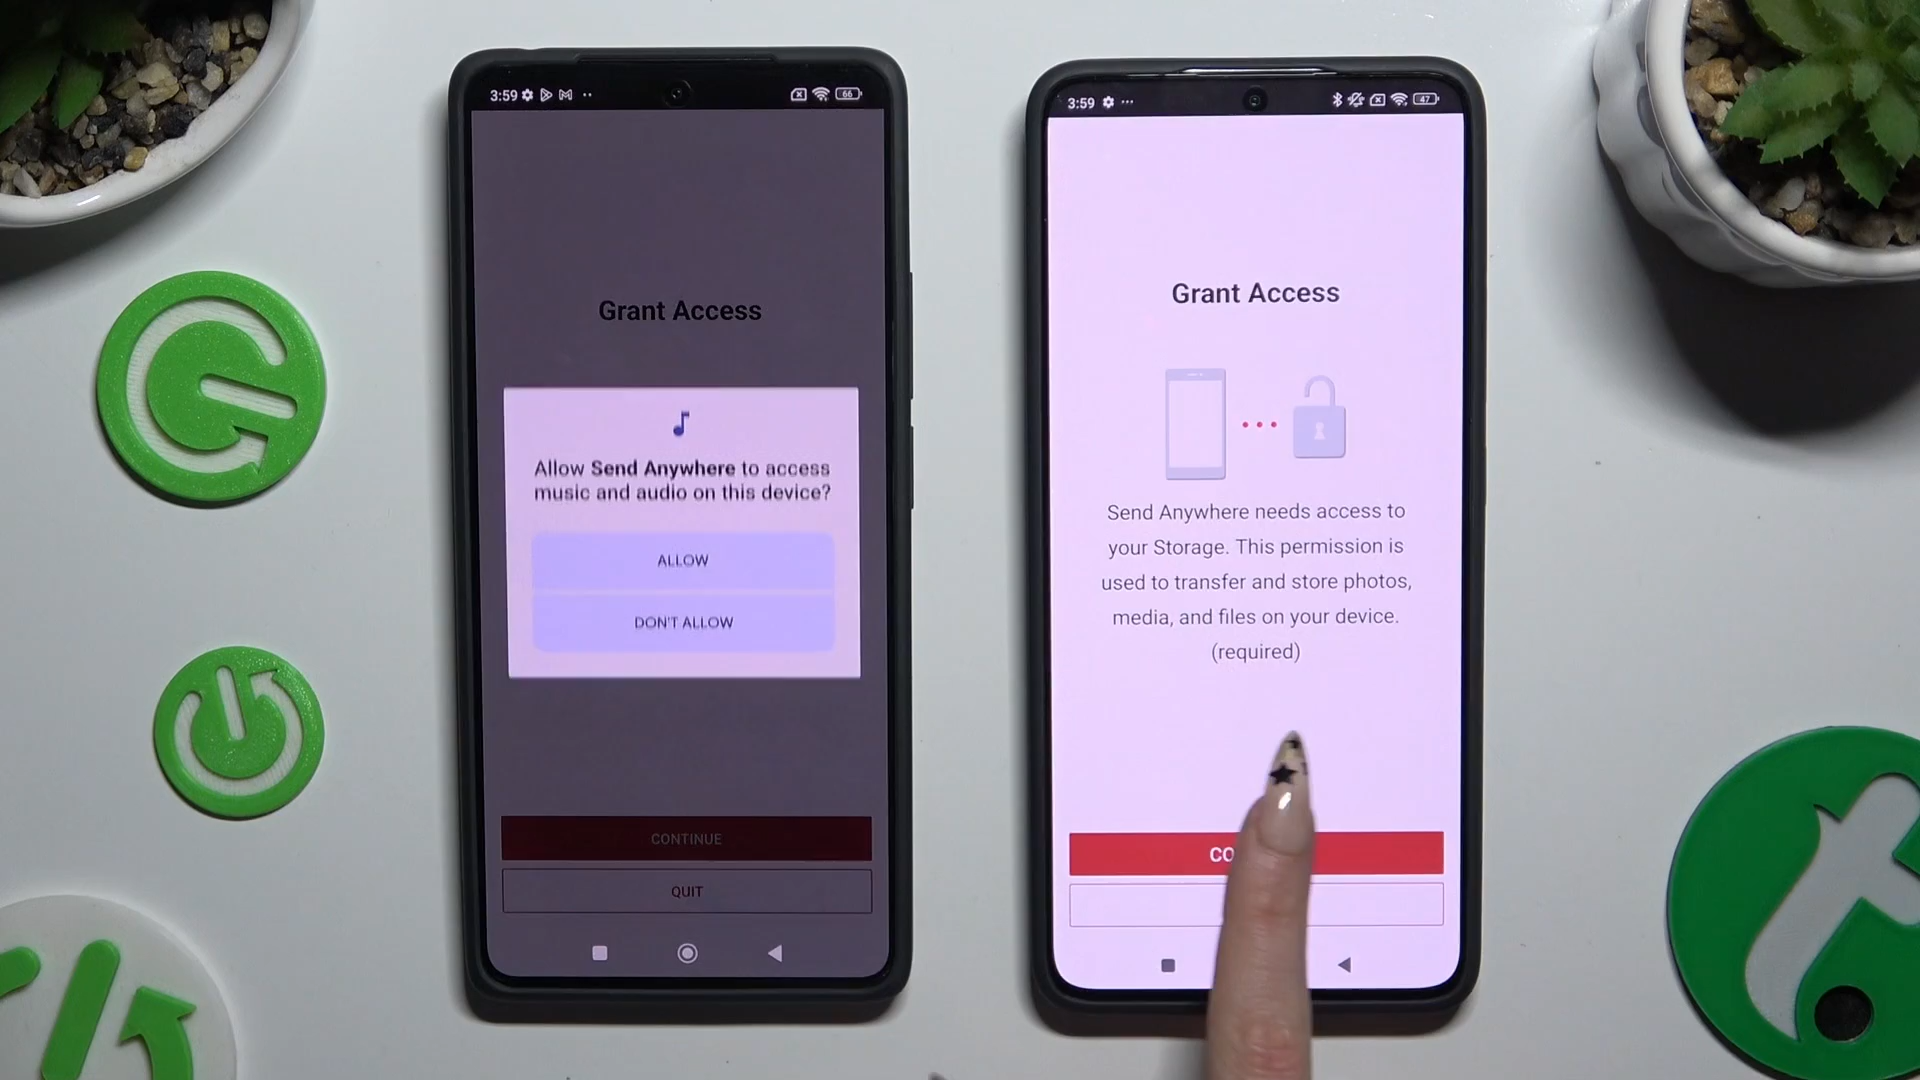 3:59
66
Grant Access
Allow Send Anywhere to access
music and audio on this device?
ALLOW
DON'T ALLOW
CONTINUE
QUIT
3:59
47
Grant Access
Send Anywhere needs access to
your Storage. This permission is
used to transfer and store photos,
media, and files on your device.
(required)
CO